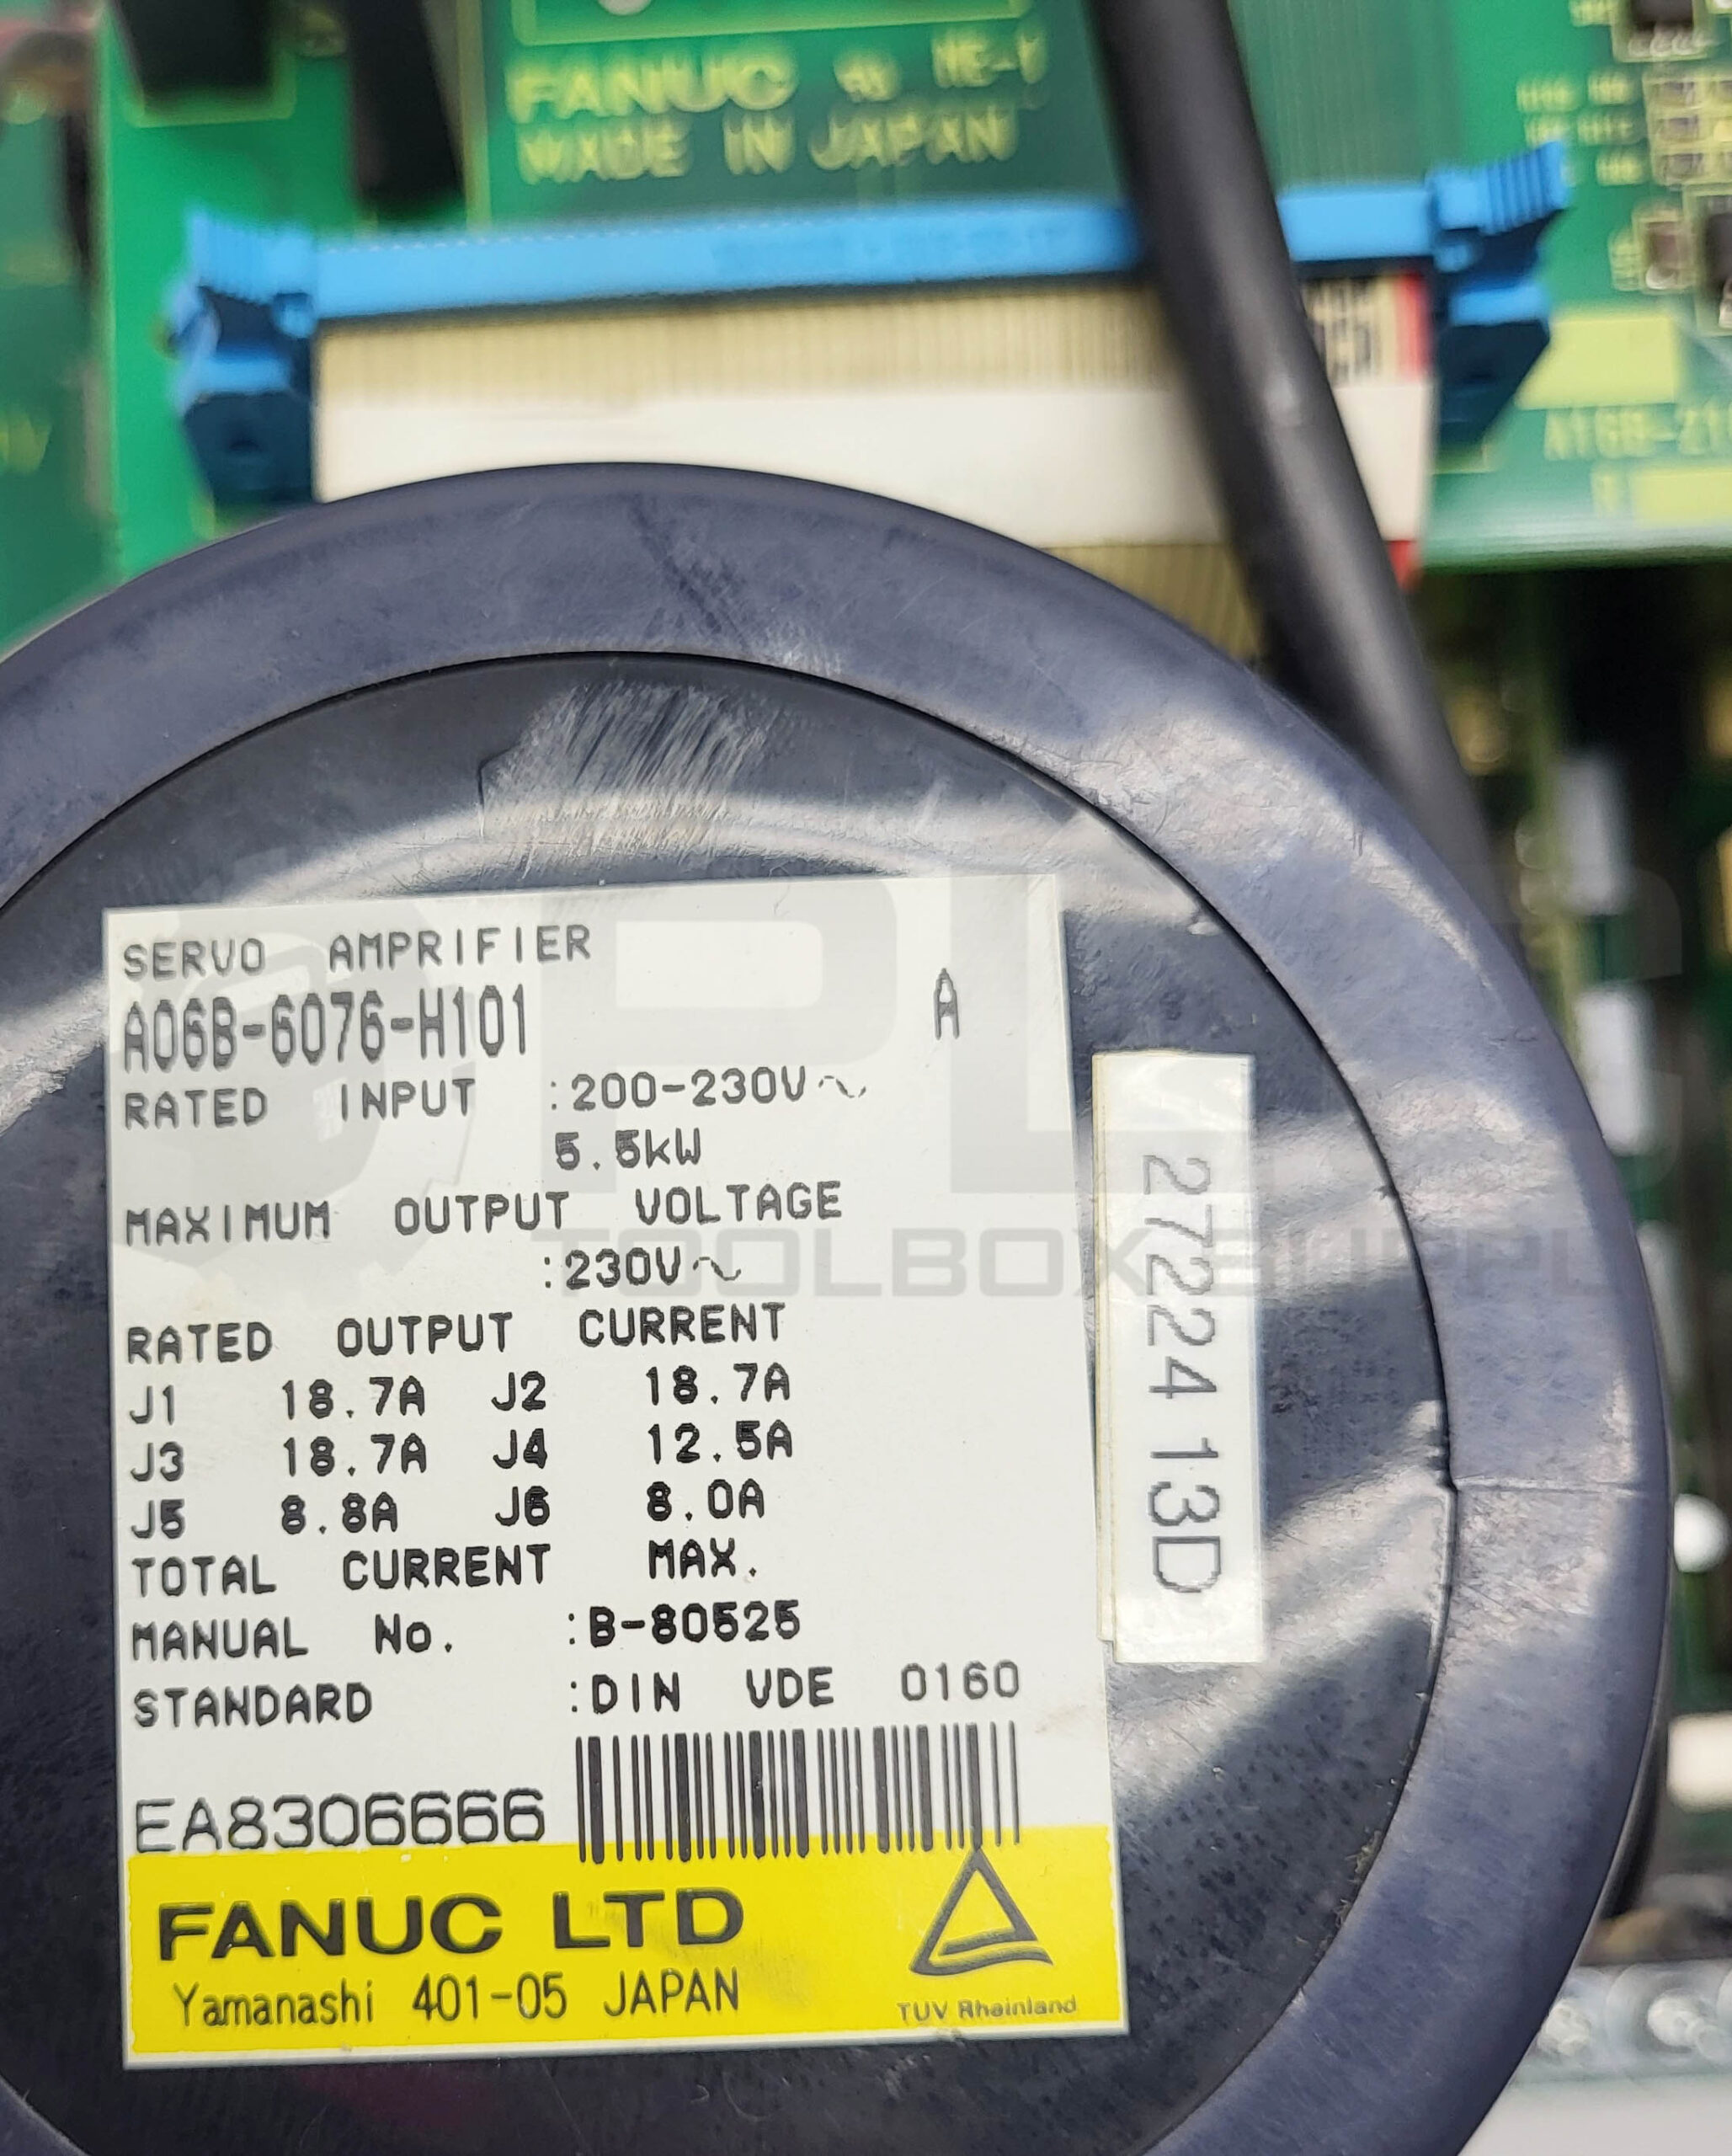 FANUC
MADE IN JAPAN
SERVO AMPRIFIER
A06B-6076-H101
A
RATED INPUT :200-230V~
5.5kW
MAXIMUM OUTPUT VOLTAGE
:230V~
RATED OUTPUT CURRENT
J1 18.7A J2 18.7A
J3 18.7A J4 12.5A
J5 8.8A J6 8.0A
TOTAL CURRENT MAX.
MANUAL No. :B-80525
STANDARD :DIN VDE 0160
EA8306666
FANUC LTD
Yamanashi 401-05 JAPAN
TUV Rheinland
27224 13D
PLC
TOOLBOX SUPPL